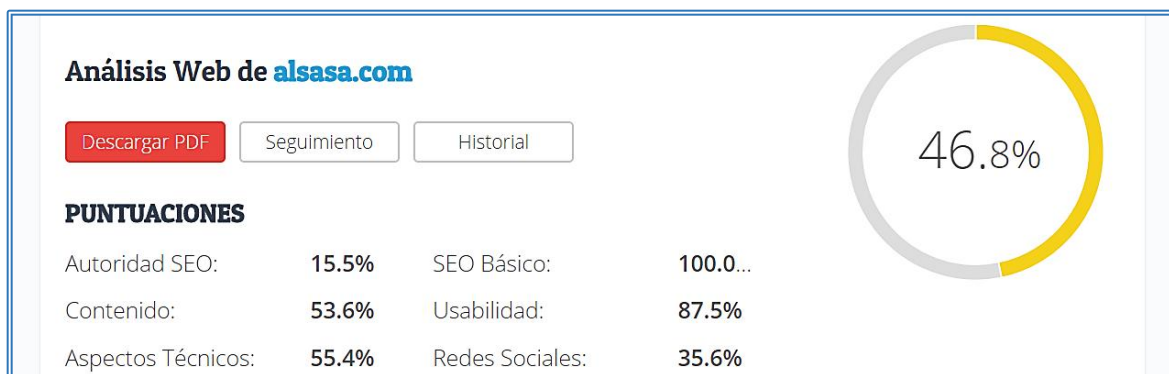 Análisis Web de alsasa.com
Descargar PDF Seguimiento Historial
46.8%
PUNTUACIONES
Autoridad SEO: 15.5% SEO Básico: 100.0...
Contenido: 53.6% Usabilidad: 87.5%
Aspectos Técnicos: 55.4% Redes Sociales: 35.6%